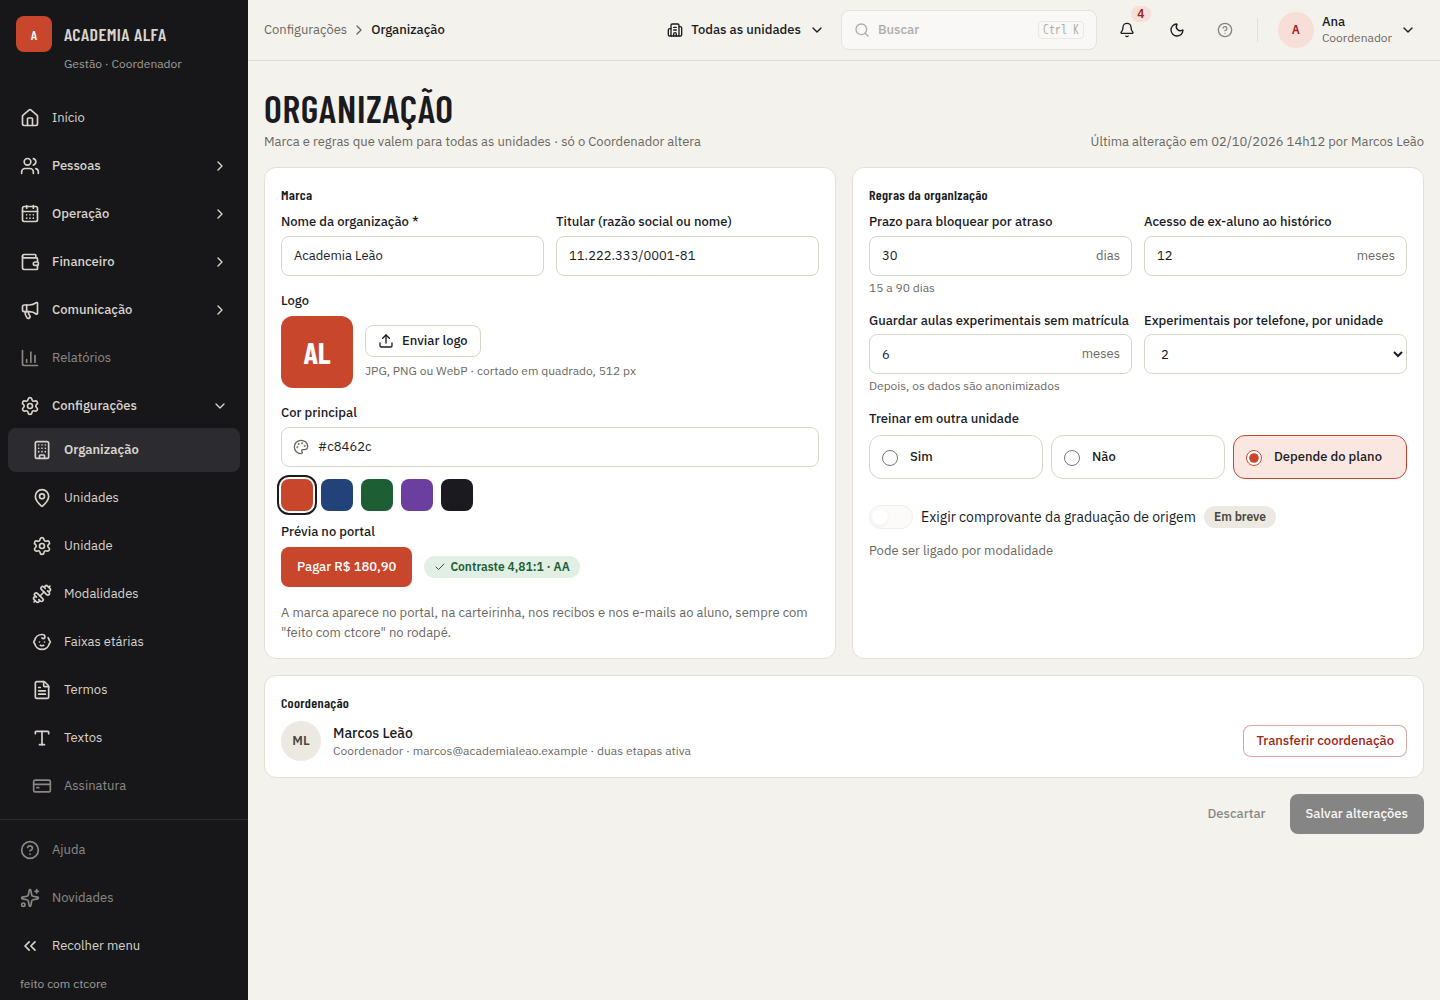 A
ACADEMIA ALFA
Gestão · Coordenador
Início
Pessoas
Operação
Financeiro
Comunicação
Relatórios
Configurações
Organização
Unidades
Unidade
Modalidades
Faixas etárias
Termos
Textos
Assinatura
Ajuda
Novidades
Recolher menu
feito com ctcore
Configurações > Organização
Todas as unidades
Buscar
Ctrl K
4
A
Ana
Coordenador
ORGANIZAÇÃO
Marca e regras que valem para todas as unidades · só o Coordenador altera
Última alteração em 02/10/2026 14h12 por Marcos Leão
Marca
Nome da organização *
Titular (razão social ou nome)
Academia Leão
11.222.333/0001-81
Logo
AL
Enviar logo
JPG, PNG ou WebP · cortado em quadrado, 512 px
Cor principal
#c8462c
Prévia no portal
Pagar R$ 180,90
Contraste 4,81:1 · AA
A marca aparece no portal, na carteirinha, nos recibos e nos e-mails ao aluno, sempre com
"feito com ctcore" no rodapé.
Regras da organização
Prazo para bloquear por atraso
Acesso de ex-aluno ao histórico
30 dias
12 meses
15 a 90 dias
Guardar aulas experimentais sem matrícula
Experimentais por telefone, por unidade
6 meses
2
Depois, os dados são anonimizados
Treinar em outra unidade
Sim
Não
Depende do plano
Exigir comprovante da graduação de origem
Em breve
Pode ser ligado por modalidade
Coordenação
ML
Marcos Leão
Coordenador · marcos@academialeao.example · duas etapas ativa
Transferir coordenação
Descartar
Salvar alterações